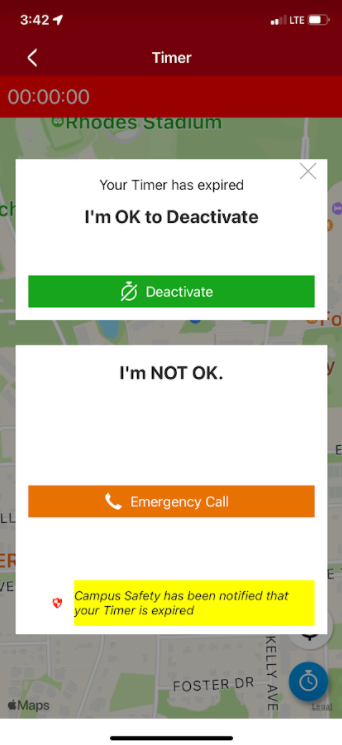 3:42
LTE
Timer
00:00:00
Rhodes Stadium
Your Timer has expired
I'm OK to Deactivate
Deactivate
I'm NOT OK.
Emergency Call
Campus Safety has been notified that
your Timer is expired
KELLY AVE
FOSTER DR
Maps
Legal